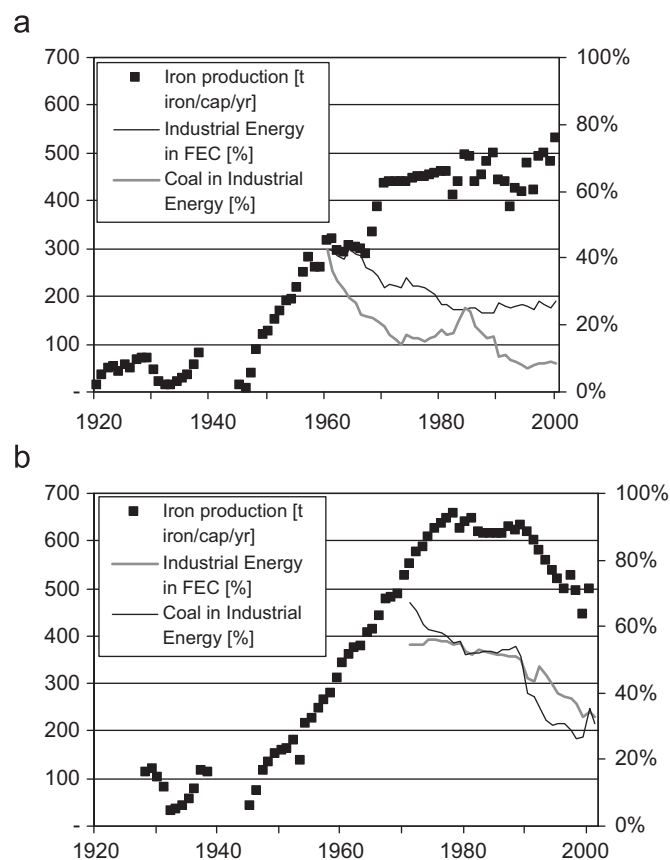 a
700
600
500
400
300
200
100
-
100%
80%
60%
40%
20%
0%
Iron production [t
iron/cap/yr]
Industrial Energy
in FEC [%]
Coal in Industrial
Energy [%]
1920
1940
1960
1980
2000
b
700
600
500
400
300
200
100
-
100%
80%
60%
40%
20%
0%
Iron production [t
iron/cap/yr]
Industrial Energy
in FEC [%]
Coal in Industrial
Energy [%]
1920
1940
1960
1980
2000